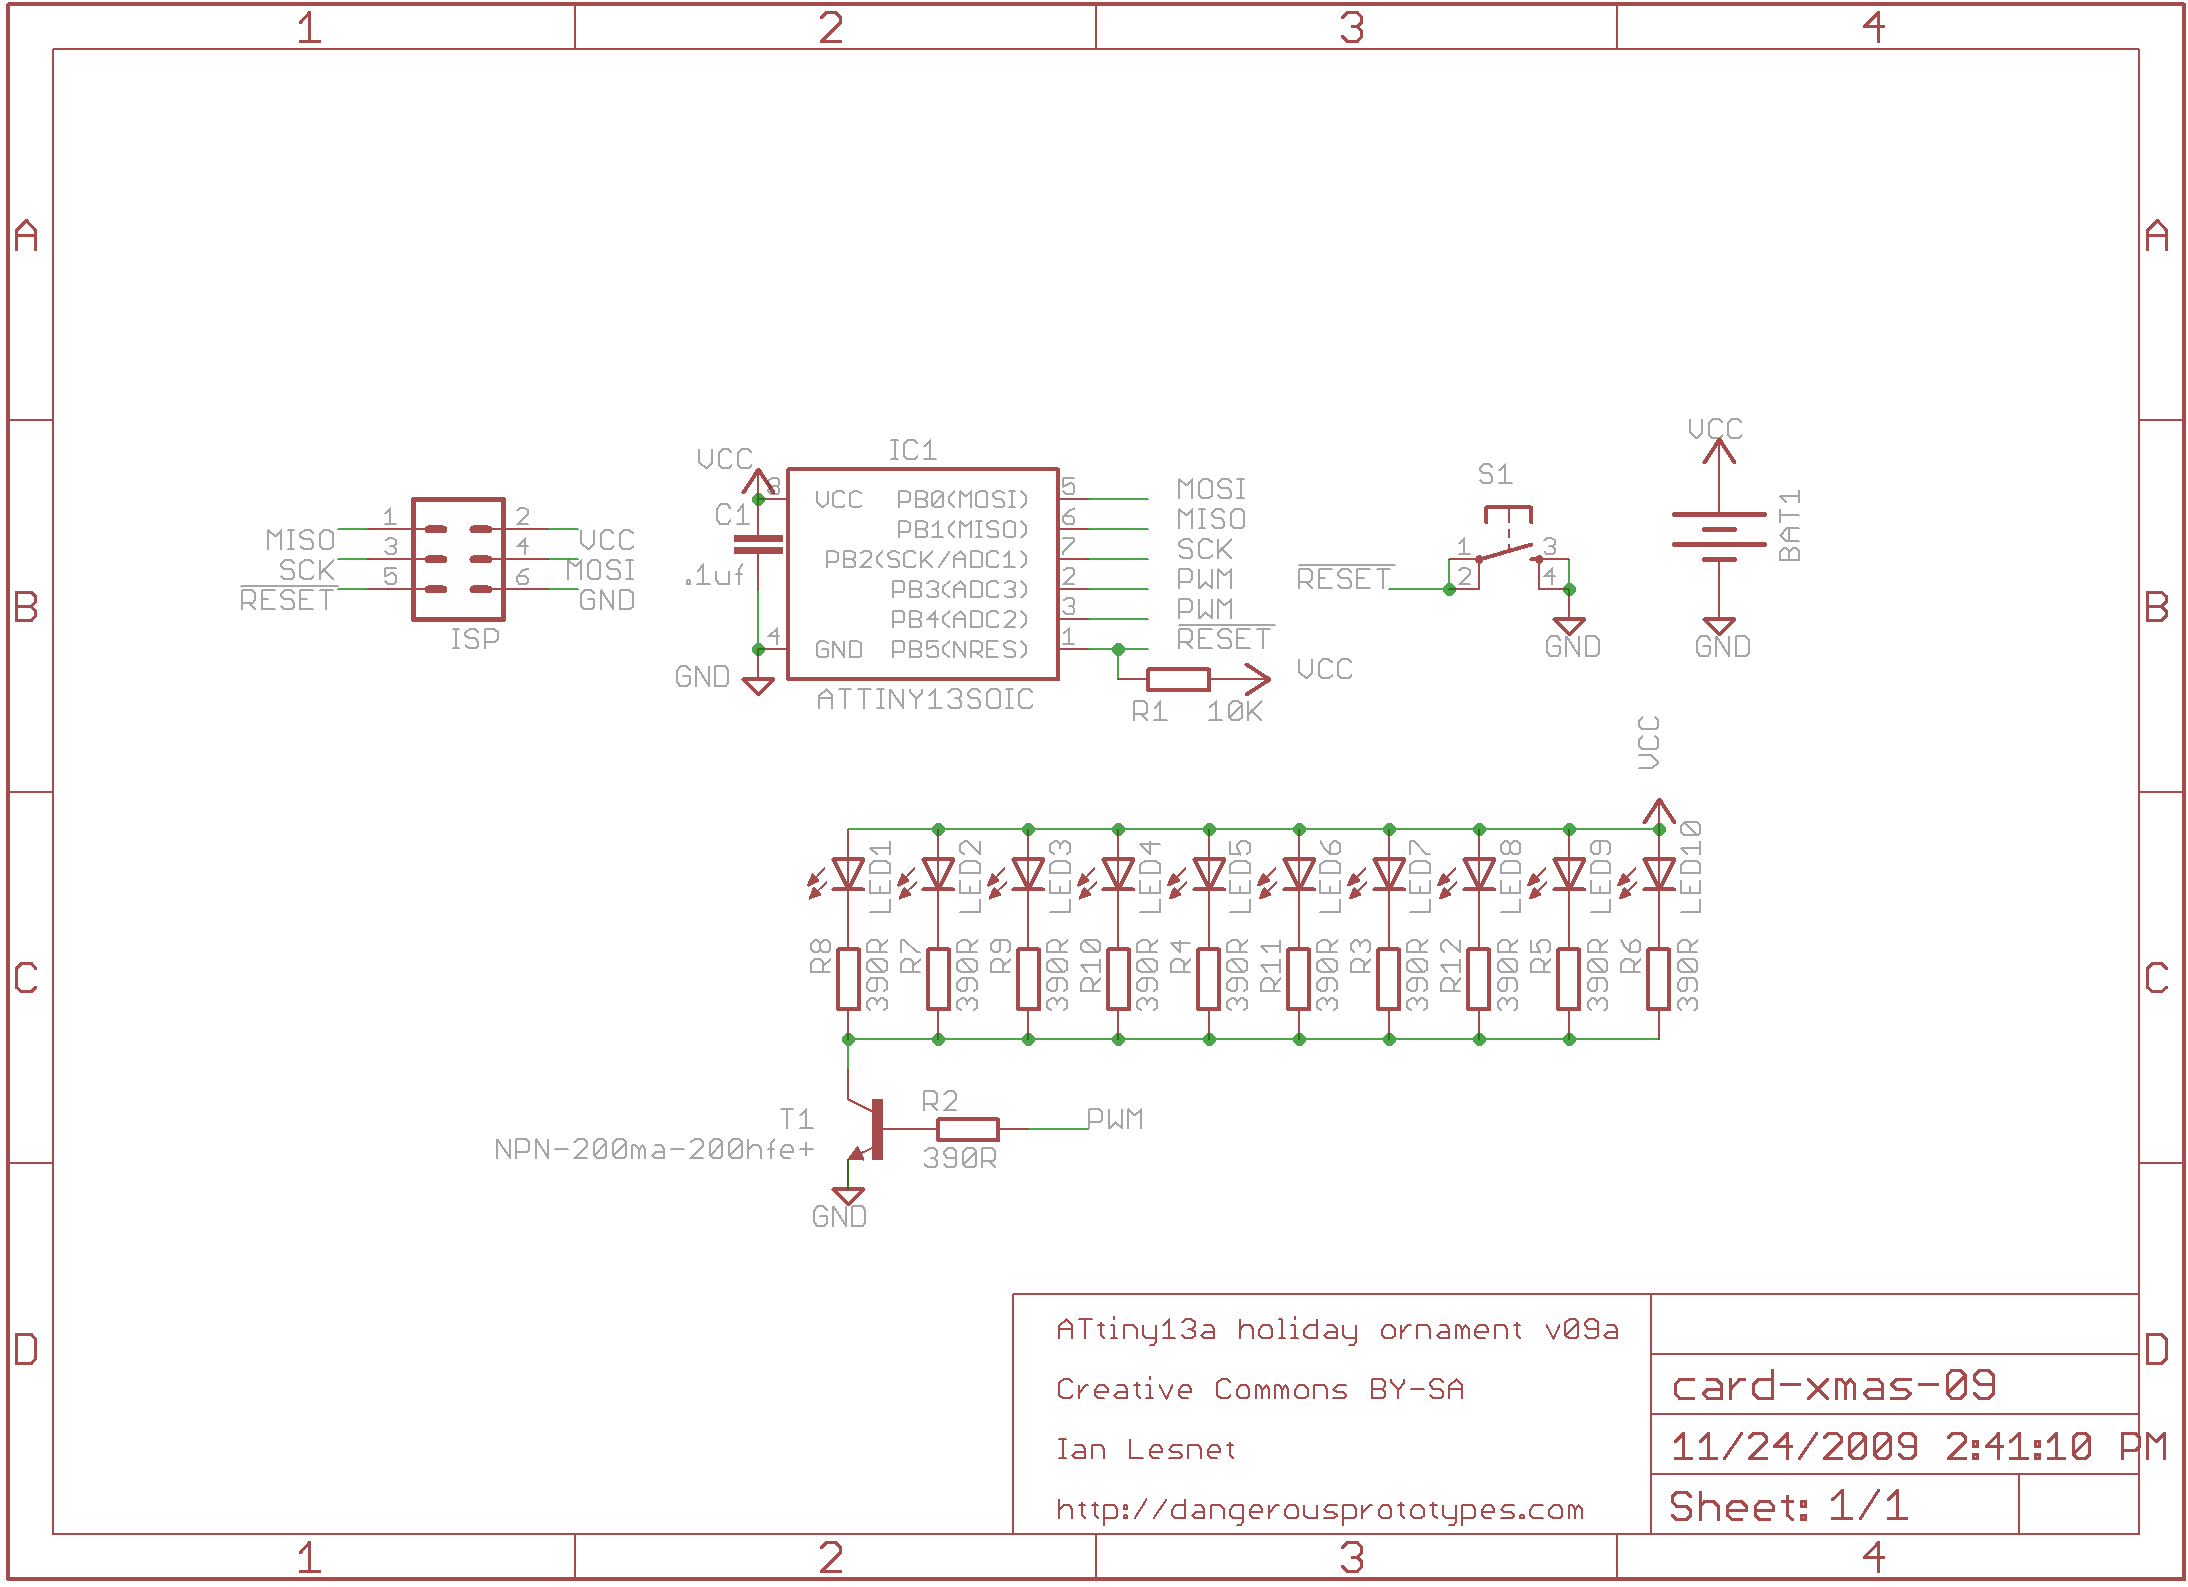 1 2 3 4
A A
VCC
VCC IC1
S1
8 VCC PB0(MOSI) 5 MOSI
BAT1
C1
1 2 PB1(MISO) 6 MISO
MISO VCC
3 4 PB2(SCK/ADC1) 7 SCK 1 3
SCK MOSI
5 6 .1uf PB3(ADC3) 2 PWM RESET 2 4
RESET GND
PB4(ADC2) 3 PWM
B B
ISP 4 GND PB5(NRES) 1 RESET GND GND
GND VCC
ATTINY13SOIC R1 10K
VCC
LED1 LED2 LED3 LED4 LED5 LED6 LED7 LED8 LED9 LED10
R8 R7 R9 R10 R4 R11 R3 R12 R5 R6
390R 390R 390R 390R 390R 390R 390R 390R 390R 390R
C C
T1 R2 PWM
NPN-200ma-200hfe+ 390R
GND
D D
ATtiny13a holiday ornament v09a
Creative Commons BY-SA
Ian Lesnet
http://dangerousprototypes.com
card-xmas-09
11/24/2009 2:41:10 PM
Sheet: 1/1
1 2 3 4